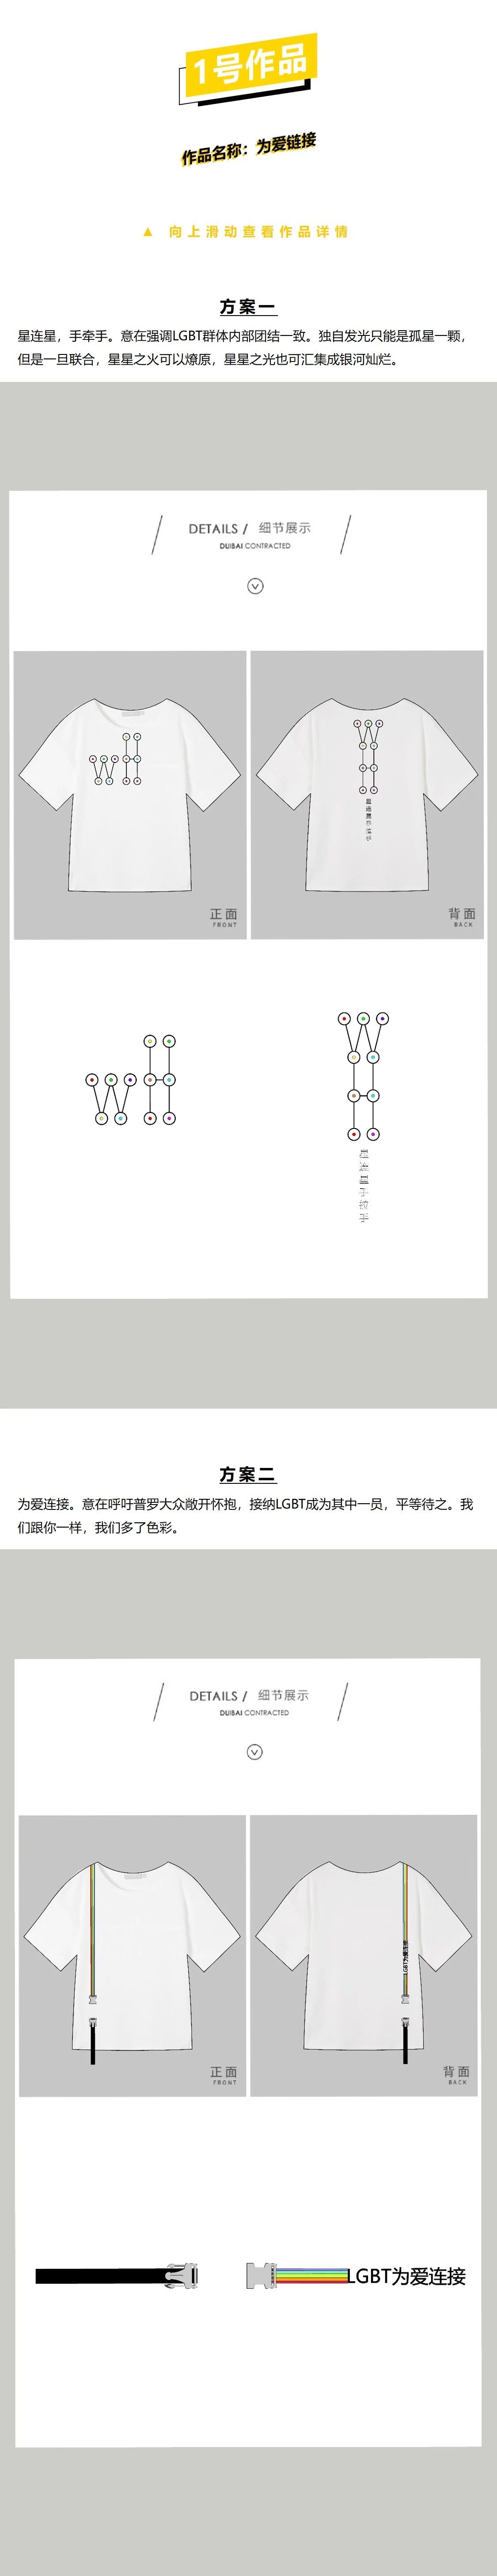 1号作品
作品名称：为爱链接
▲ 向上滑动查看作品详情
方案一
星连星，手牵手。意在强调LGBT群体内部团结一致。独自发光只能是孤星一颗，
但是一旦联合，星星之火可以燎原，星星之光也可汇集成银河灿烂。
DETAILS / 细节展示
DUIBAI CONTRACTED
正面
FRONT
背面
BACK
方案二
为爱连接。意在呼吁普罗大众敞开怀抱，接纳LGBT成为其中一员，平等待之。我
们跟你一样，我们多了色彩。
DETAILS / 细节展示
DUIBAI CONTRACTED
LGBT为爱连接
正面
FRONT
背面
BACK
LGBT为爱连接